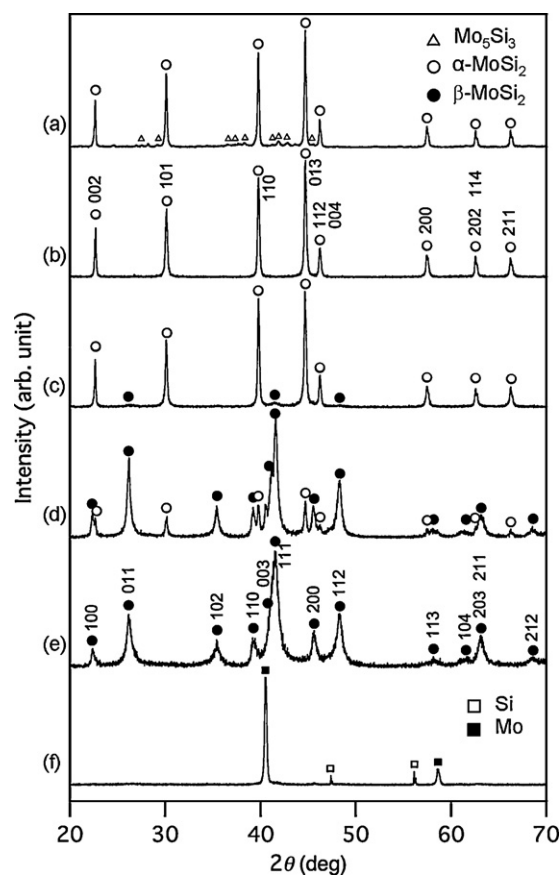 △ Mo₅Si₃
○ α-MoSi₂
● β-MoSi₂
(a)
002
101
110
013
112
004
200
202
114
211
(b)
(c)
(d)
100
011
102
110
003
111
200
112
113
104
203
211
212
(e)
□ Si
■ Mo
(f)
20 30 40 50 60 70
2θ (deg)
Intensity (arb. unit)